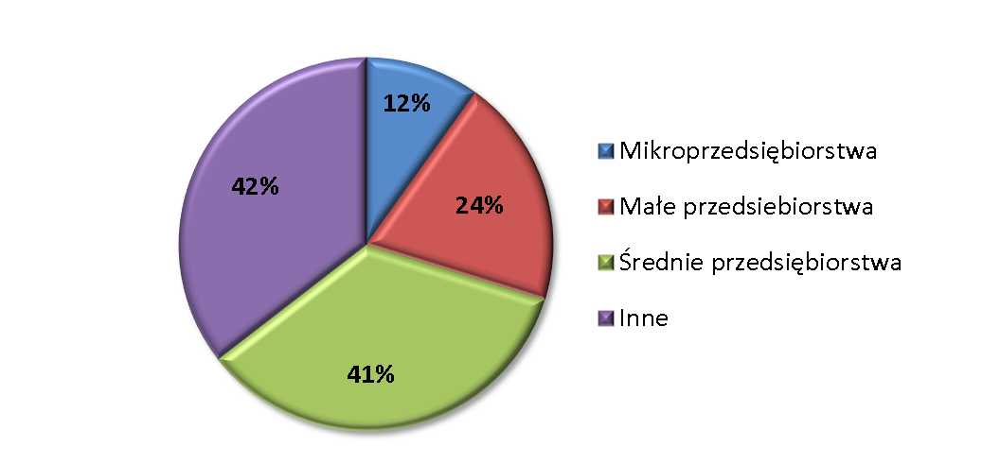 12%
24%
41%
42%
Mikroprzedsiębiorstwa
Małe przedsiebiorstwa
Średnie przedsiębiorstwa
Inne